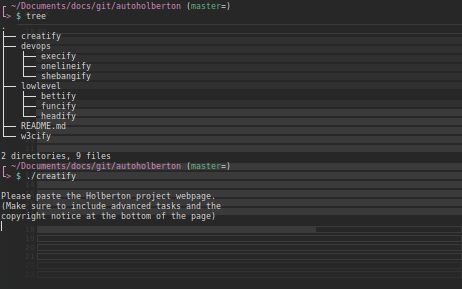 ┌ ~/Documents/docs/git/autoholberton (master=)
└> $ tree
.
├── creatify
├── devops
│   ├── execify
│   ├── onelineify
│   └── shebangify
├── lowlevel
│   ├── bettify
│   ├── funcify
│   └── headify
├── README.md
└── w3cify

2 directories, 9 files
┌ ~/Documents/docs/git/autoholberton (master=)
└> $ ./creatify

Please paste the Holberton project webpage.
(Make sure to include advanced tasks and the
copyright notice at the bottom of the page)